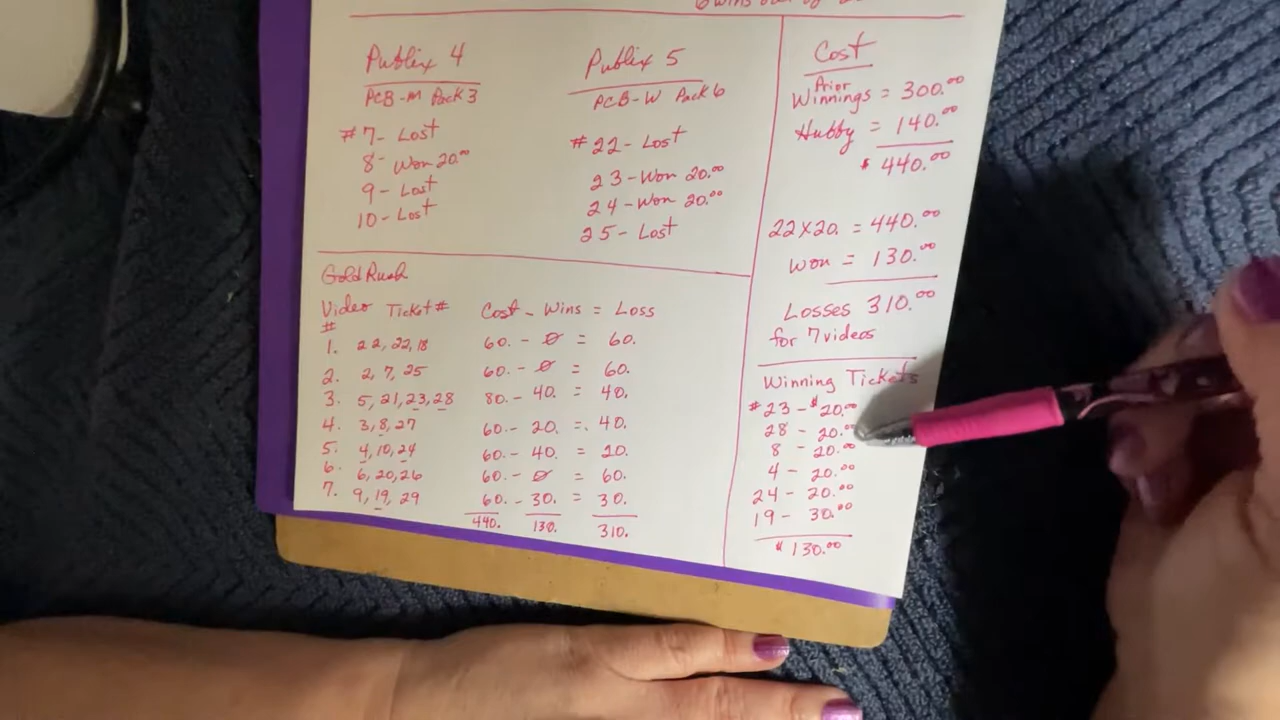 6 wins out of
Publix 4
PCB-M Pack 3
#7- Lost
8- Won 20.00
9- Lost
10- Lost
Publix 5
PCB-W Pack 6
#22- Lost
23- Won 20.00
24- Won 20.00
25- Lost
Cost
Prior
Winnings = 300.00
Hubby = 140.00
$440.00
22x20. = 440.00
Won = 130.00
Losses 310.00
for 7 videos
Gold Rush
Video # Ticket # Cost - Wins = Loss
1. 22, 22, 18 60. - 0 = 60.
2. 2, 7, 25 60. - 0 = 60.
3. 5, 21, 23, 28 80. - 40. = 40.
4. 3, 8, 27 60. - 20. = 40.
5. 4, 10, 24 60. - 40. = 20.
6. 6, 20, 26 60. - 0 = 60.
7. 9, 19, 29 60. - 30. = 30.
440. 130. 310.
Winning Tickets
#23 - $20.00
28 - 20.00
8 - 20.00
4 - 20.00
24 - 20.00
19 - 30.00
$130.00